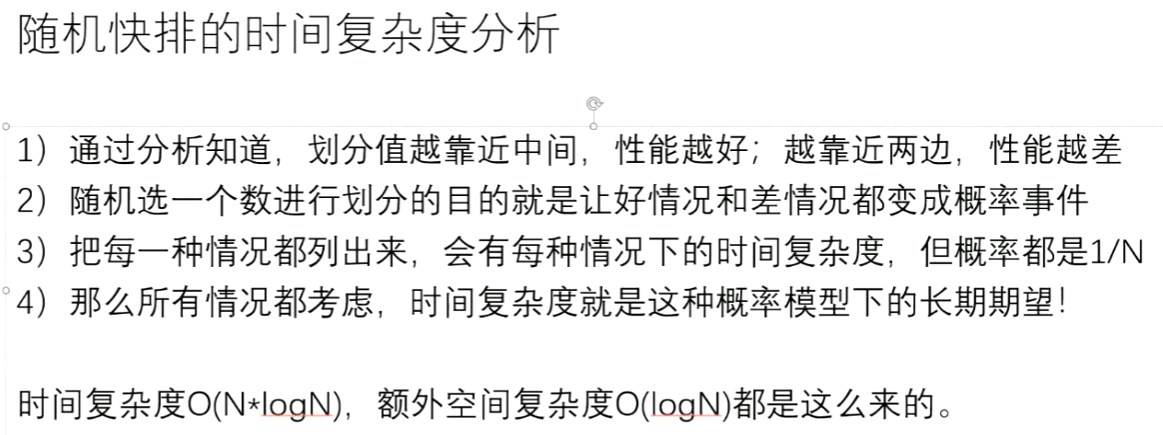 随机快排的时间复杂度分析
1）通过分析知道，划分值越靠近中间，性能越好；越靠近两边，性能越差
2）随机选一个数进行划分的目的就是让好情况和差情况都变成概率事件
3）把每一种情况都列出来，会有每种情况下的时间复杂度，但概率都是1/N
4）那么所有情况都考虑，时间复杂度就是这种概率模型下的长期期望！
时间复杂度O(N*logN)，额外空间复杂度O(logN)都是这么来的。